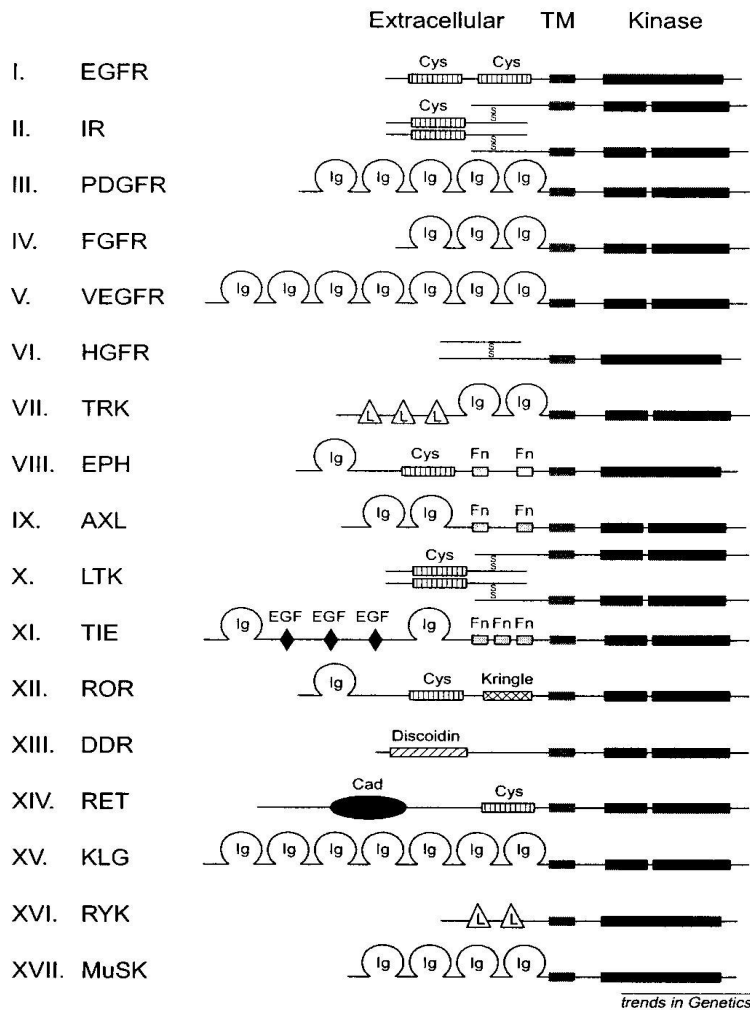 Extracellular TM Kinase
Cys Cys
I. EGFR
Cys
S
S
II. IR
S
S
III. PDGFR Ig Ig Ig Ig Ig
IV. FGFR Ig Ig Ig
V. VEGFR Ig Ig Ig Ig Ig Ig Ig
VI. HGFR S
S
VII. TRK L L L Ig Ig
VIII. EPH Ig Cys Fn Fn
IX. AXL Ig Ig Fn Fn
Cys
S
S
X. LTK
S
S
XI. TIE Ig EGF EGF EGF Ig Fn Fn Fn
XII. ROR Ig Cys Kringle
Discoidin
XIII. DDR
Cad Cys
XIV. RET
XV. KLG Ig Ig Ig Ig Ig Ig Ig
XVI. RYK L L
XVII. MuSK Ig Ig Ig Ig
trends in Genetics